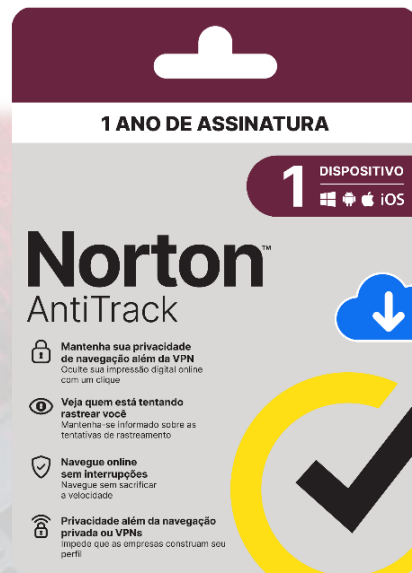 1 ANO DE ASSINATURA
1 DISPOSITIVO
iOS
Norton™
AntiTrack
Mantenha sua privacidade
de navegação além da VPN
Oculte sua impressão digital online
com um clique
Veja quem está tentando
rastrear você
Mantenha-se informado sobre as
tentativas de rastreamento
Navegue online
sem interrupções
Navegue sem sacrificar
a velocidade
Privacidade além da navegação
privada ou VPNs
Impede que as empresas construam seu
perfil